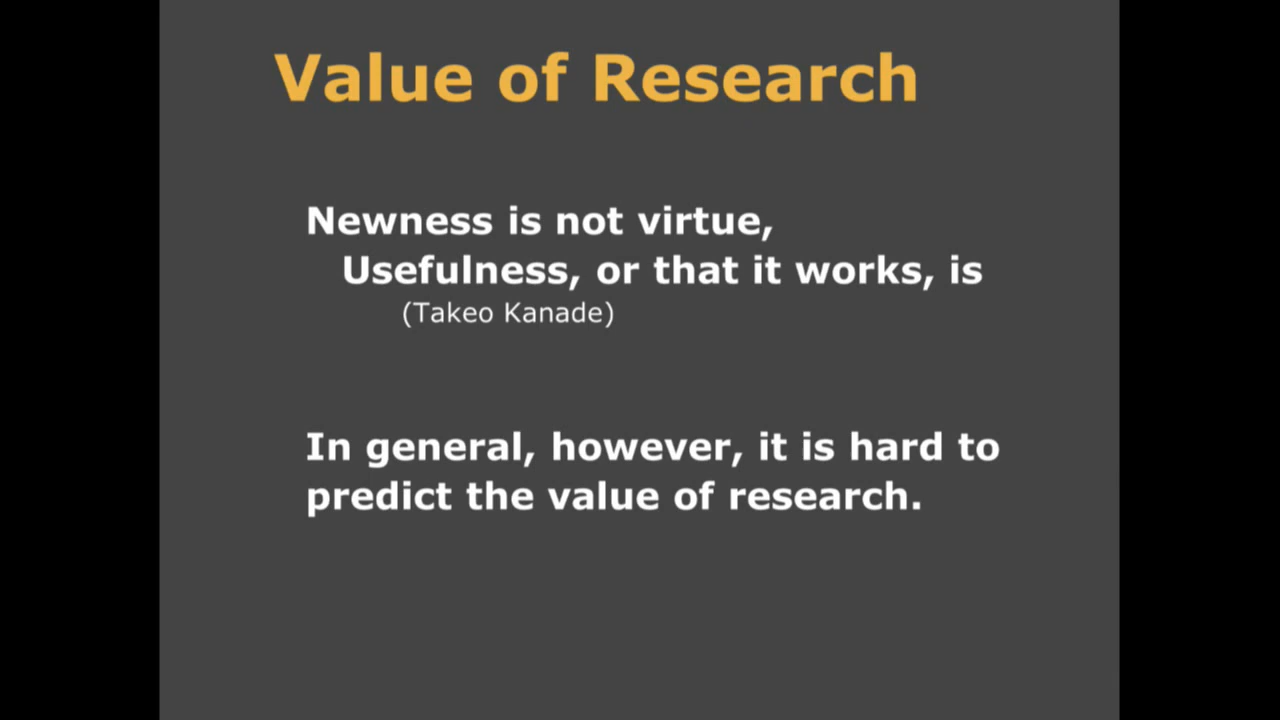 Value of Research
Newness is not virtue,
Usefulness, or that it works, is
(Takeo Kanade)
In general, however, it is hard to
predict the value of research.